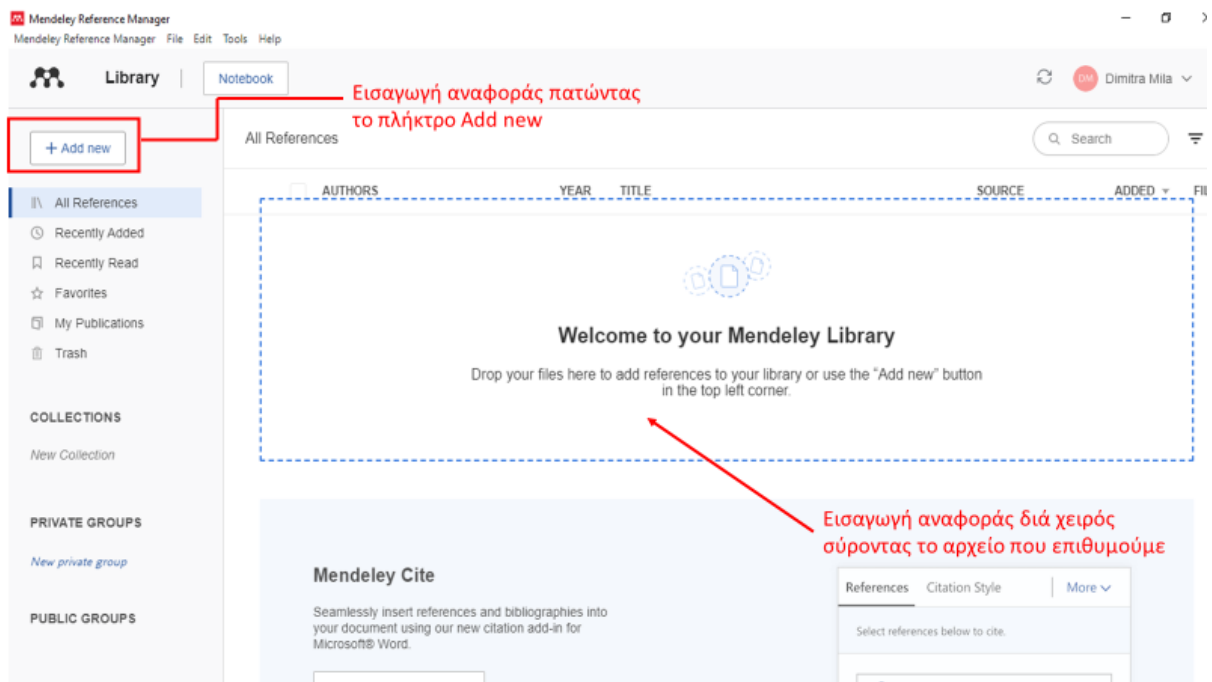 Mendeley Reference Manager
Mendeley Reference Manager File Edit Tools Help
Library
Notebook
DM Dimitra Mila
Εισαγωγή αναφοράς πατώντας
το πλήκτρο Add new
+ Add new
All References
Search
All References
Recently Added
Recently Read
Favorites
My Publications
Trash
COLLECTIONS
New Collection
PRIVATE GROUPS
New private group
PUBLIC GROUPS
AUTHORS YEAR TITLE SOURCE ADDED
Welcome to your Mendeley Library
Drop your files here to add references to your library or use the “Add new” button
in the top left corner.
Εισαγωγή αναφοράς διά χειρός
σύροντας το αρχείο που επιθυμούμε
Mendeley Cite
Seamlessly insert references and bibliographies into
your document using our new citation add-in for
Microsoft® Word.
References Citation Style More
Select references below to cite.